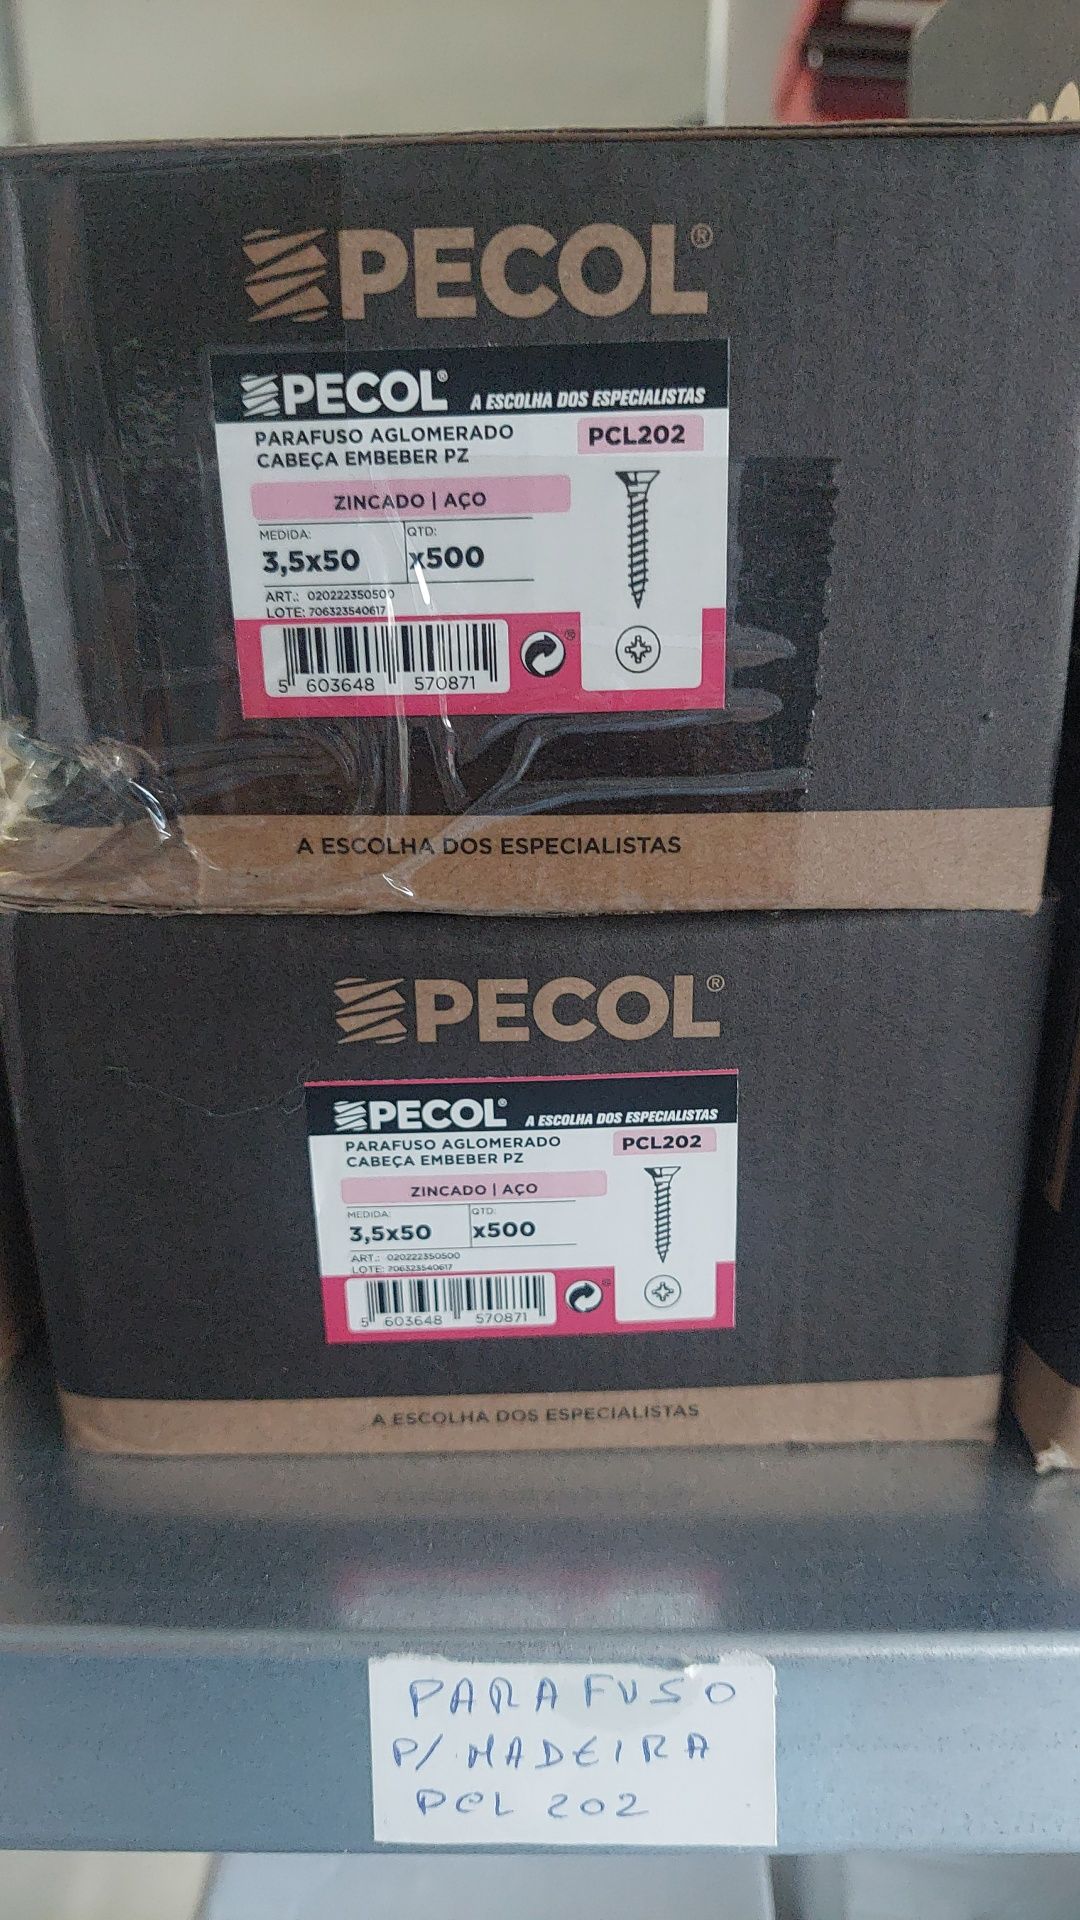 PECOL®
PECOL® A ESCOLHA DOS ESPECIALISTAS
PARAFUSO AGLOMERADO PCL202
CABEÇA EMBEBER PZ
ZINCADO | AÇO
MEDIDA: QTD:
3,5x50 x500
ART.: 020222350500
LOTE: 706323540617
5 603648 570871
A ESCOLHA DOS ESPECIALISTAS
PECOL®
PECOL® A ESCOLHA DOS ESPECIALISTAS
PARAFUSO AGLOMERADO PCL202
CABEÇA EMBEBER PZ
ZINCADO | AÇO
MEDIDA: QTD:
3,5x50 x500
ART.: 020222350500
LOTE: 706323540617
5 603648 570871
A ESCOLHA DOS ESPECIALISTAS
PARAFUSO
P/ MADEIRA
PCL 202